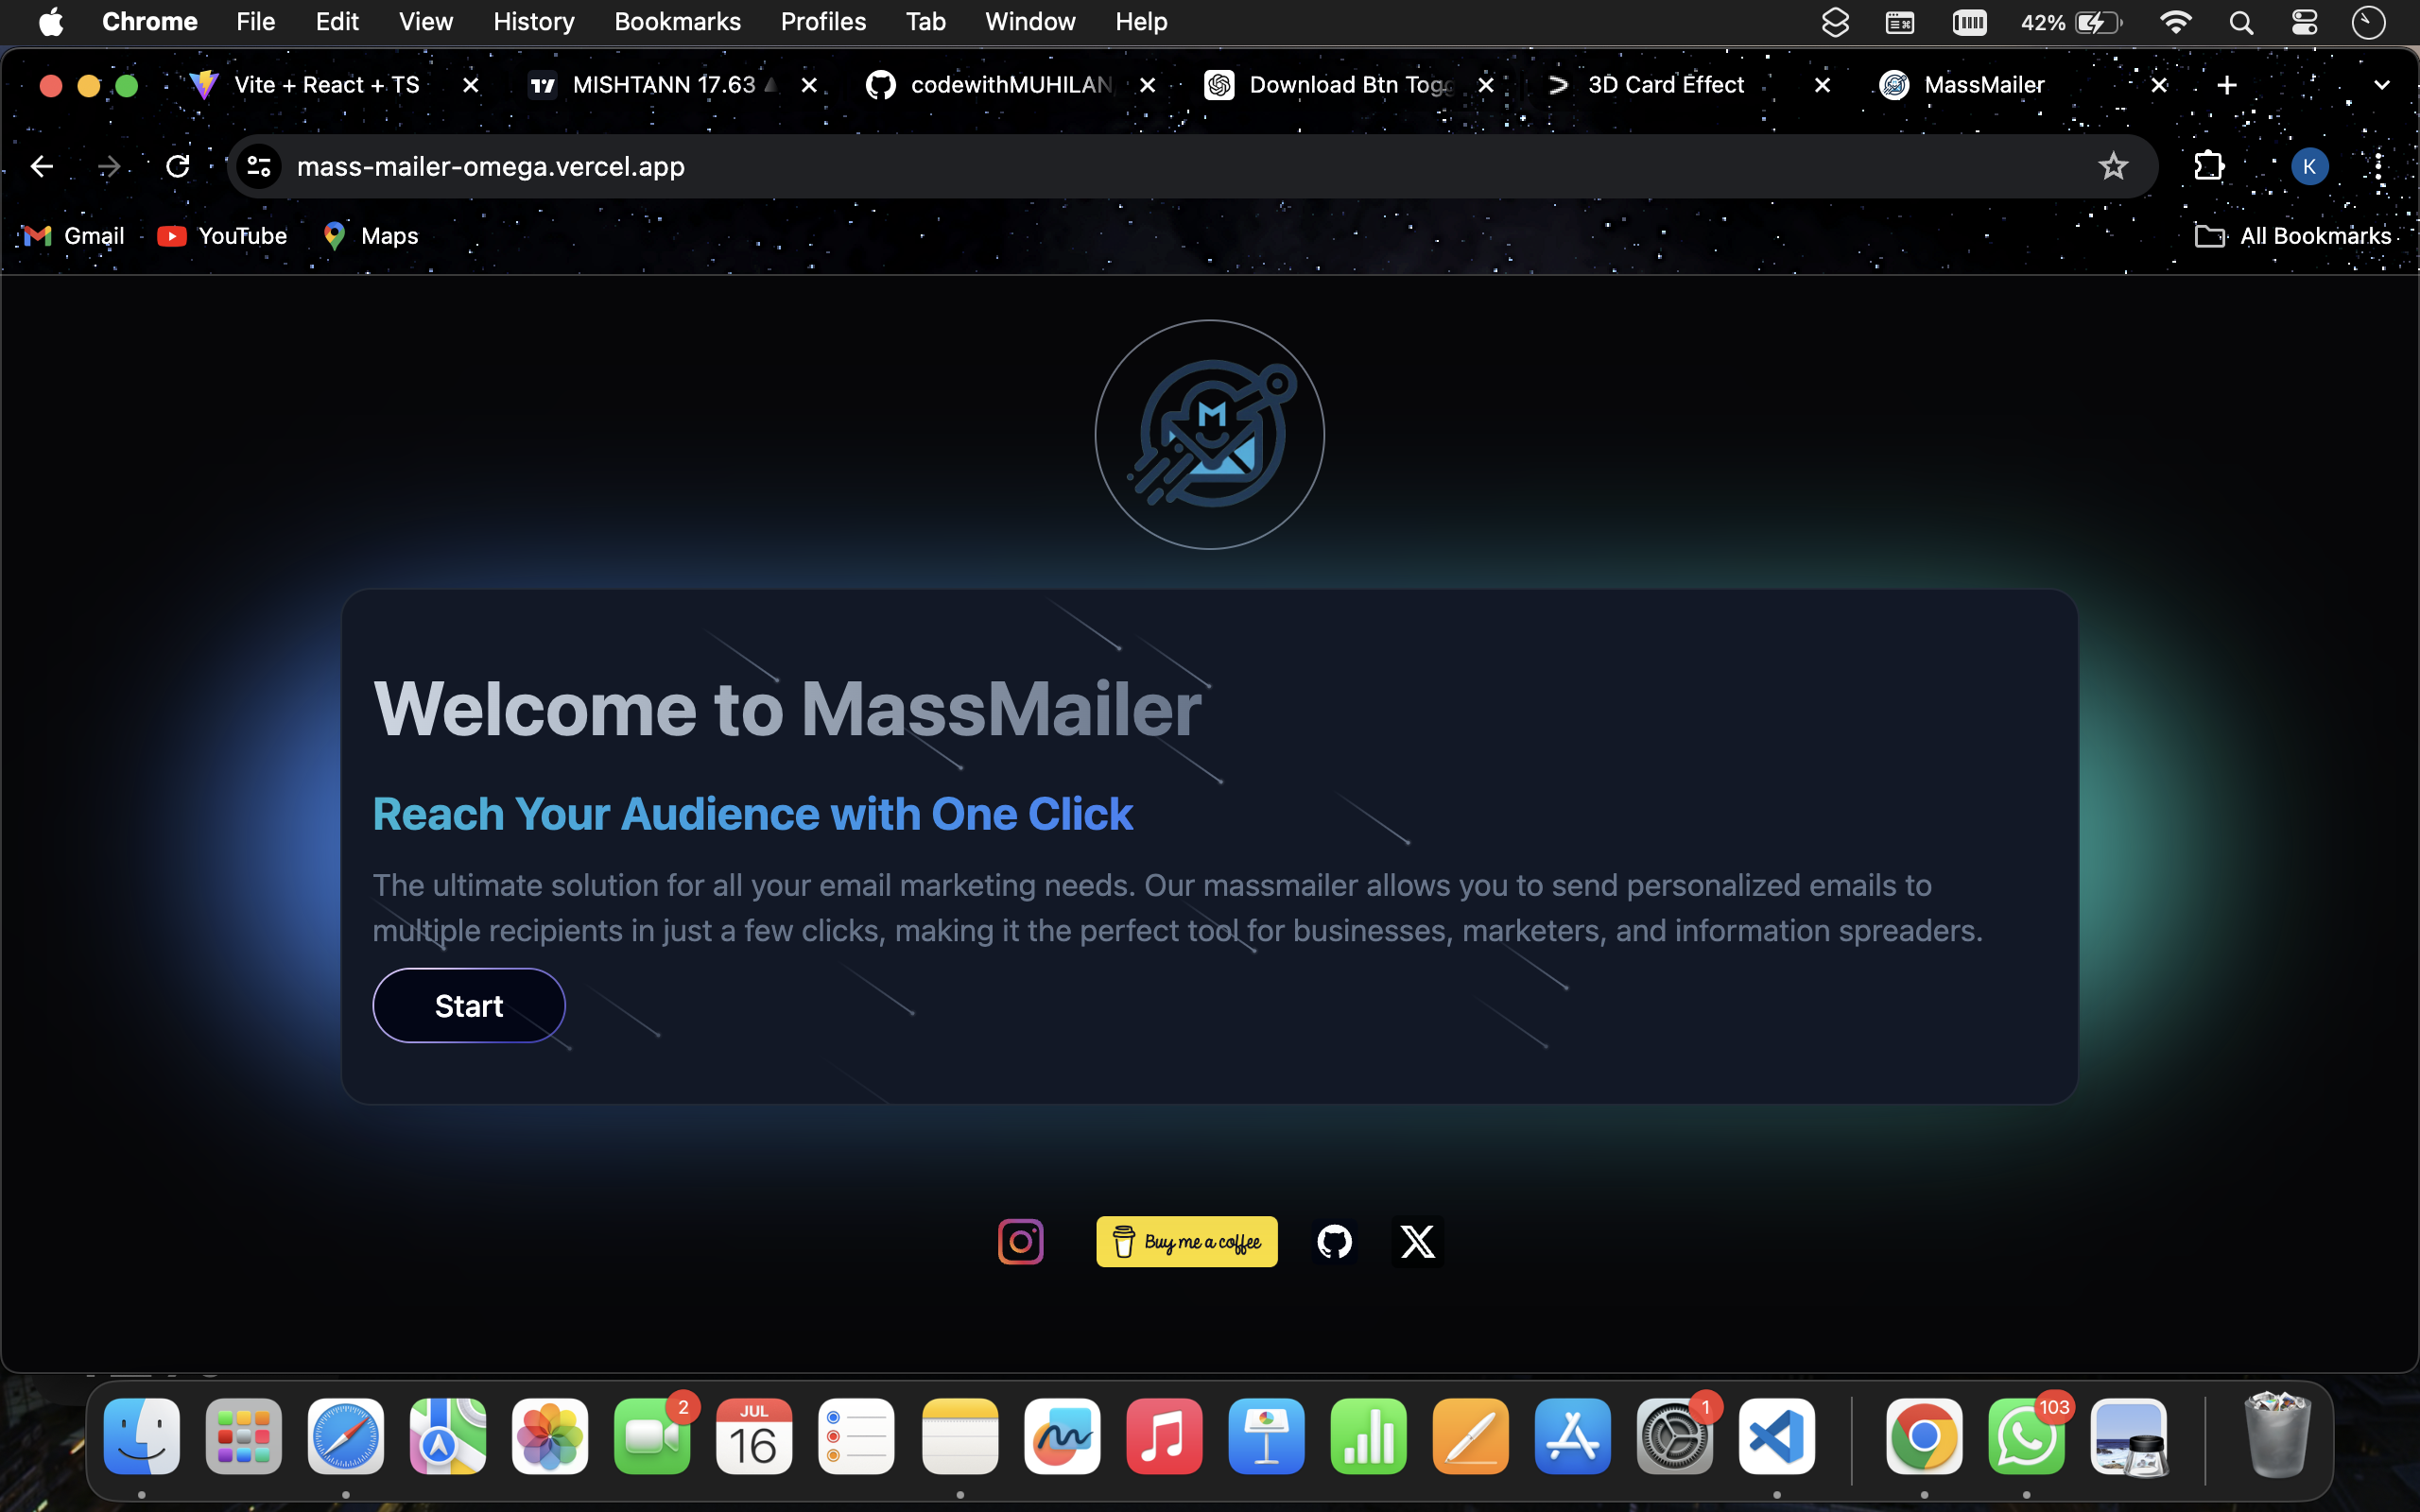 Chrome File Edit View History Bookmarks Profiles Tab Window Help 42%
Vite + React + TS MISHTANN 17.63 codewithMUHILAN Download Btn Togg 3D Card Effect MassMailer
mass-mailer-omega.vercel.app K
Gmail YouTube Maps All Bookmarks
M
Welcome to MassMailer
Reach Your Audience with One Click
The ultimate solution for all your email marketing needs. Our massmailer allows you to send personalized emails to
multiple recipients in just a few clicks, making it the perfect tool for businesses, marketers, and information spreaders.
Start
Buy me a coffee
2 JUL 1 103
16